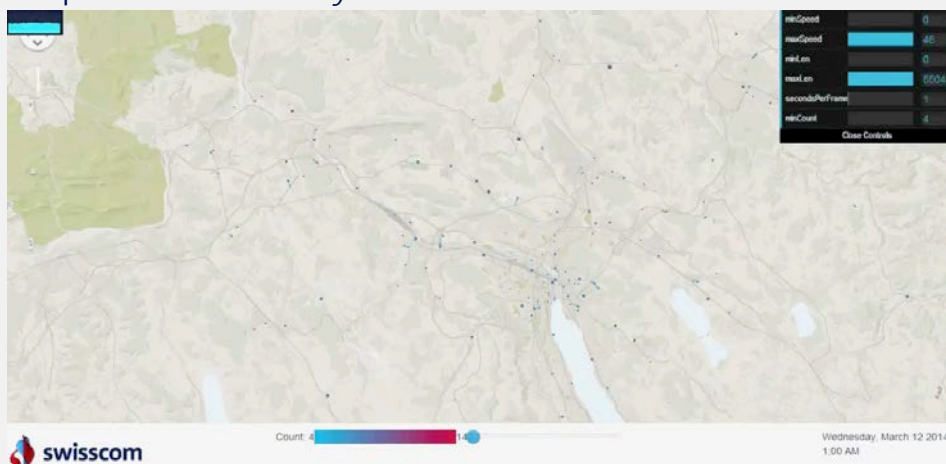 minSpeed 0
maxSpeed 46
minLen 0
maxLen 6604
secondsPerFrame 1
minCount 4
Close Controls
Count: 4 14
Wednesday, March 12 2014
1:00 AM
swisscom